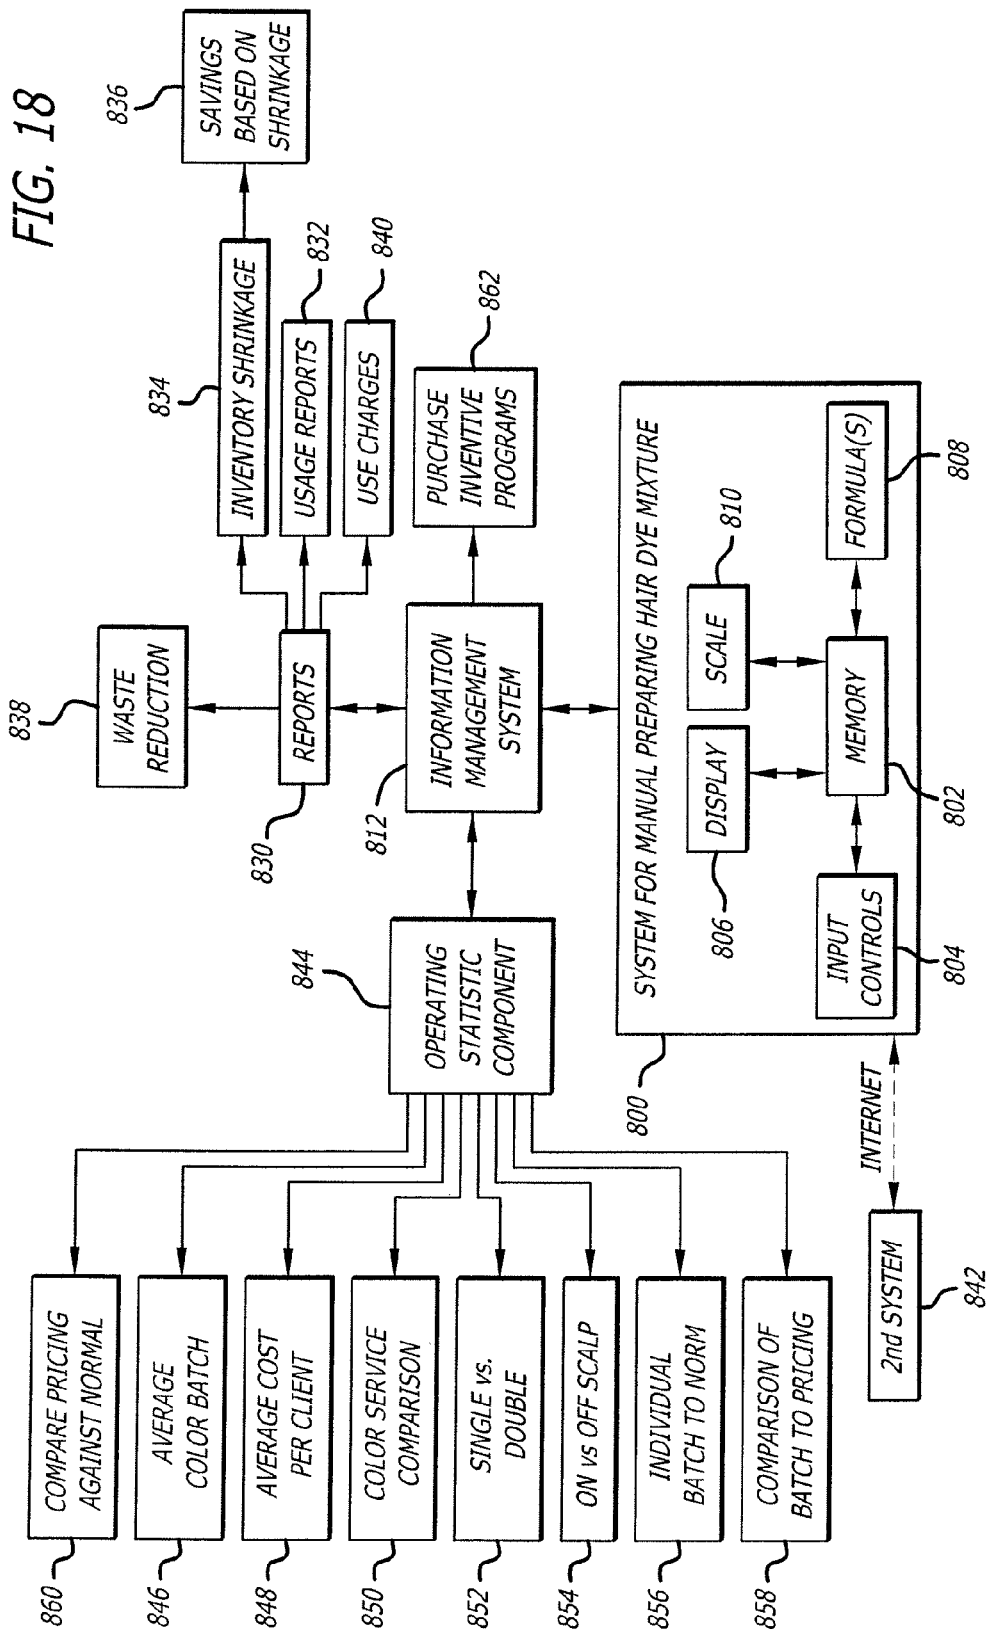 FIG. 18
860
COMPARE PRICING
AGAINST NORMAL
846
AVERAGE
COLOR BATCH
848
AVERAGE COST
PER CLIENT
850
COLOR SERVICE
COMPARISON
852
SINGLE vs.
DOUBLE
854
ON vs OFF SCALP
856
INDIVIDUAL
BATCH TO NORM
858
COMPARISON OF
BATCH TO PRICING
844
OPERATING
STATISTIC
COMPONENT
838
WASTE
REDUCTION
830
REPORTS
812
INFORMATION
MANAGEMENT
SYSTEM
834
INVENTORY SHRINKAGE
836
SAVINGS
BASED ON
SHRINKAGE
USAGE REPORTS
832
USE CHARGES
840
PURCHASE
INVENTIVE
PROGRAMS
862
800
SYSTEM FOR MANUAL PREPARING HAIR DYE MIXTURE
806
DISPLAY
SCALE
810
INPUT
CONTROLS
804
MEMORY
802
FORMULA(S)
808
INTERNET
2nd SYSTEM
842